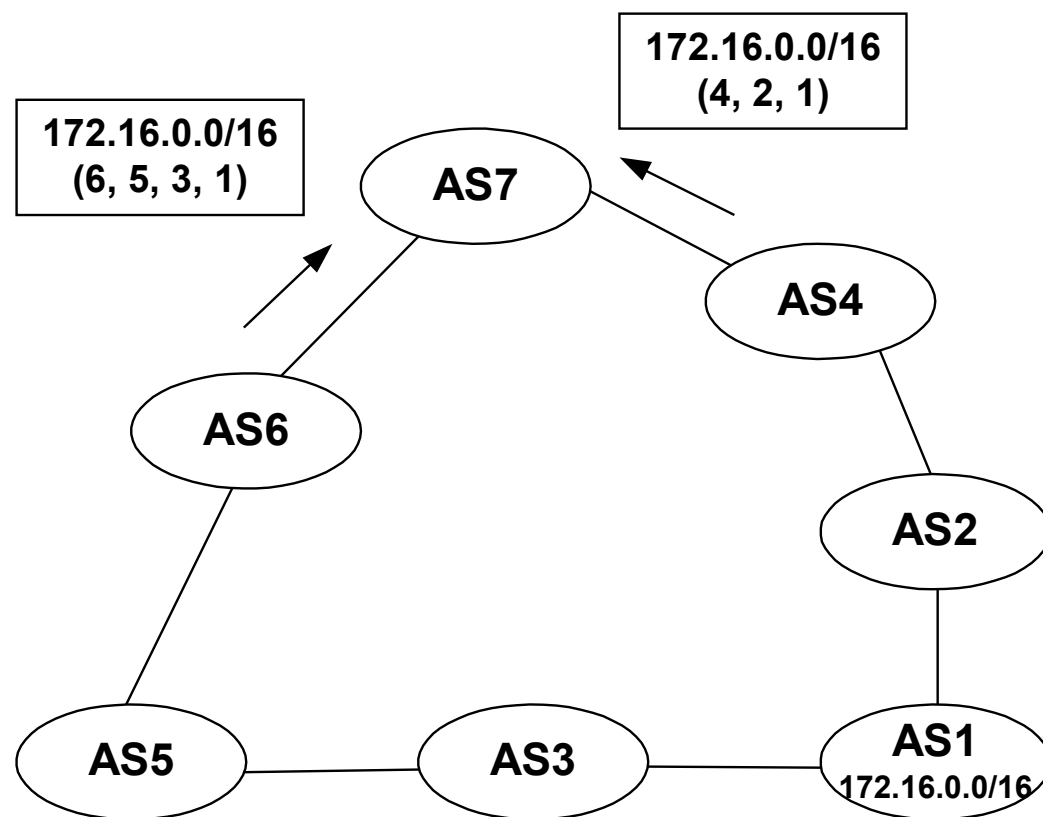 172.16.0.0/16
(4, 2, 1)
172.16.0.0/16
(6, 5, 3, 1)
AS7
AS4
AS6
AS2
AS5
AS3
AS1
172.16.0.0/16